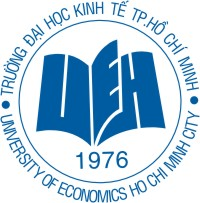 TRƯỜNG ĐẠI HỌC KINH TẾ TP.HỒ CHÍ MINH
UEH
1976
UNIVERSITY OF ECONOMICS HO CHI MINH CITY